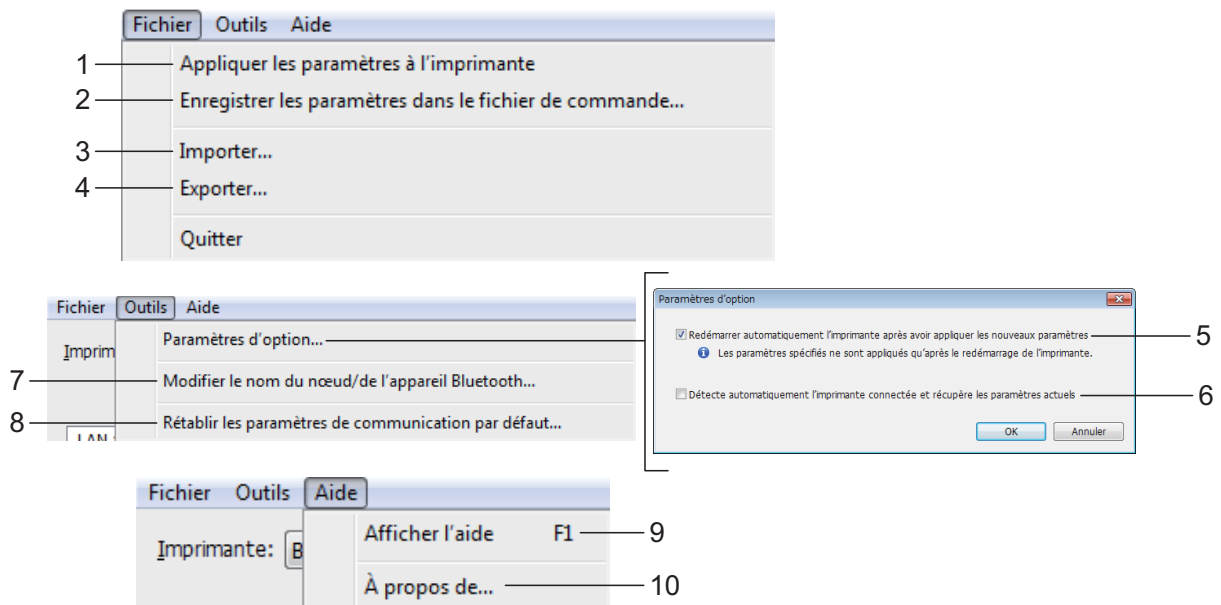 Fichier Outils Aide
1 Appliquer les paramètres à l'imprimante
2 Enregistrer les paramètres dans le fichier de commande...
3 Importer...
4 Exporter...
Quitter
Fichier Outils Aide
Imprim
Paramètres d'option...
7 Modifier le nom du nœud/de l'appareil Bluetooth...
8 Rétablir les paramètres de communication par défaut...
LAN
Paramètres d'option
Redémarrer automatiquement l'imprimante après avoir appliquer les nouveaux paramètres 5
Les paramètres spécifiés ne sont appliqués qu'après le redémarrage de l'imprimante.
Détecte automatiquement l'imprimante connectée et récupère les paramètres actuels 6
OK Annuler
Fichier Outils Aide
Imprimante: B
Afficher l'aide F1 9
À propos de... 10